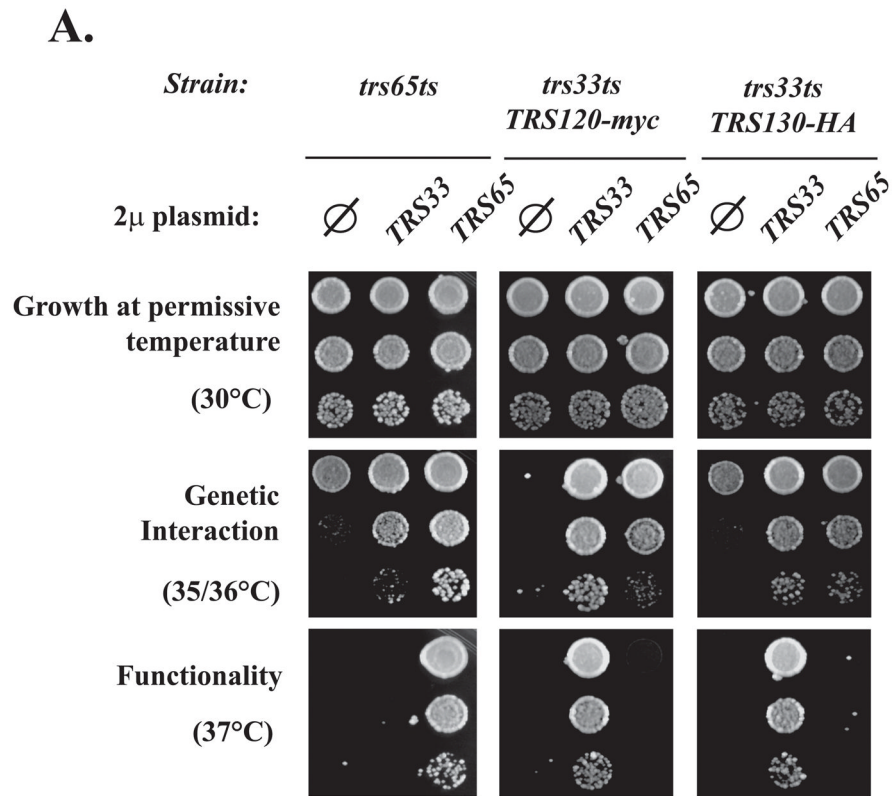 A.
Strain: trs65ts trs33ts trs33ts
TRS120-myc TRS130-HA
2μ plasmid: Ø TRS33 TRS65 Ø TRS33 TRS65 Ø TRS33 TRS65
Growth at permissive
temperature
(30°C)
Genetic
Interaction
(35/36°C)
Functionality
(37°C)